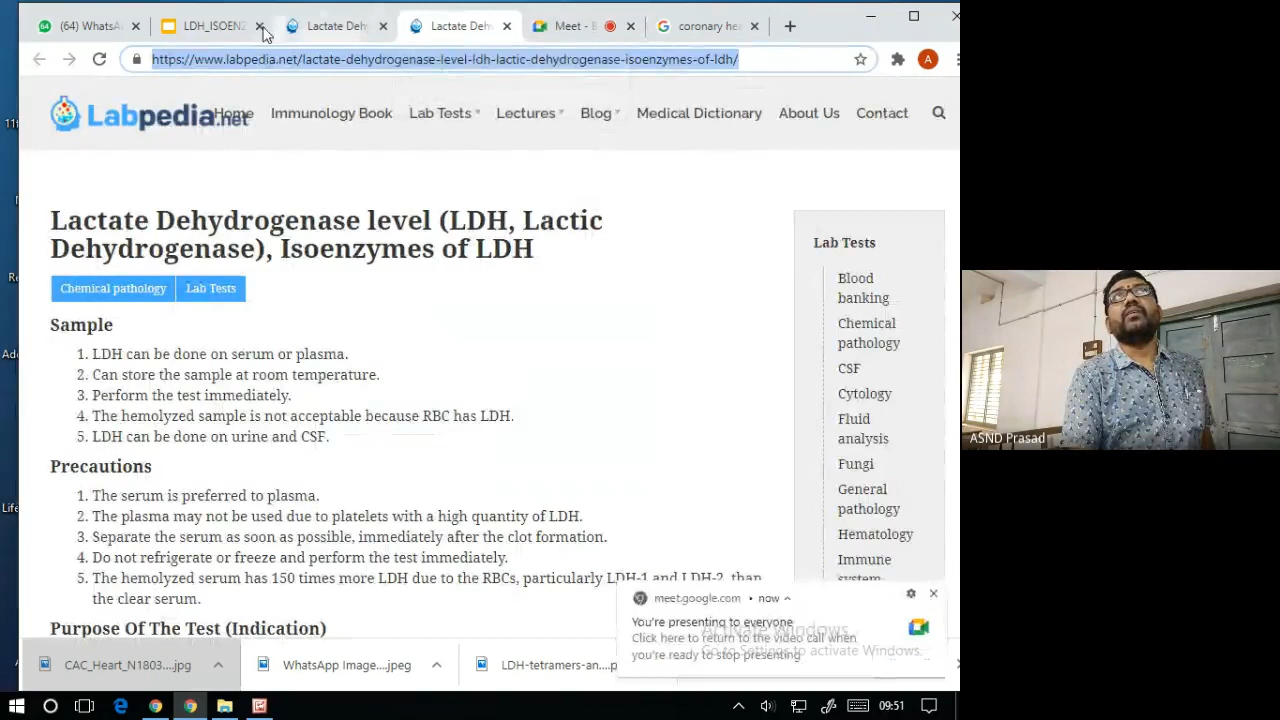 (64) Whats
LDH_ISOEN
Lactate Deh
Lactate Deh
Meet -
coronary he
https://www.labpedia.net/lactate-dehydrogenase-level-ldh-lactic-dehydrogenase-isoenzymes-of-ldh/
A
Labpedia.net
Home
Immunology Book
Lab Tests
Lectures
Blog
Medical Dictionary
About Us
Contact
Lactate Dehydrogenase level (LDH, Lactic
Dehydrogenase), Isoenzymes of LDH
Chemical pathology
Lab Tests
Sample
1. LDH can be done on serum or plasma.
2. Can store the sample at room temperature.
3. Perform the test immediately.
4. The hemolyzed sample is not acceptable because RBC has LDH.
5. LDH can be done on urine and CSF.
Precautions
1. The serum is preferred to plasma.
2. The plasma may not be used due to platelets with a high quantity of LDH.
3. Separate the serum as soon as possible, immediately after the clot formation.
4. Do not refrigerate or freeze and perform the test immediately.
5. The hemolyzed serum has 150 times more LDH due to the RBCs, particularly LDH-1 and LDH-2, than
the clear serum.
Purpose Of The Test (Indication)
Lab Tests
Blood
banking
Chemical
pathology
CSF
Cytology
Fluid
analysis
Fungi
General
pathology
Hematology
Immune
system
meet.google.com • now
You're presenting to everyone
Click here to return to the video call when
you're ready to stop presenting
Activate Windows
Go to Settings to activate Windows.
CAC_Heart_N1803....jpg
WhatsApp Image....jpeg
LDH-tetramers-an....p
09:51
ASND Prasad